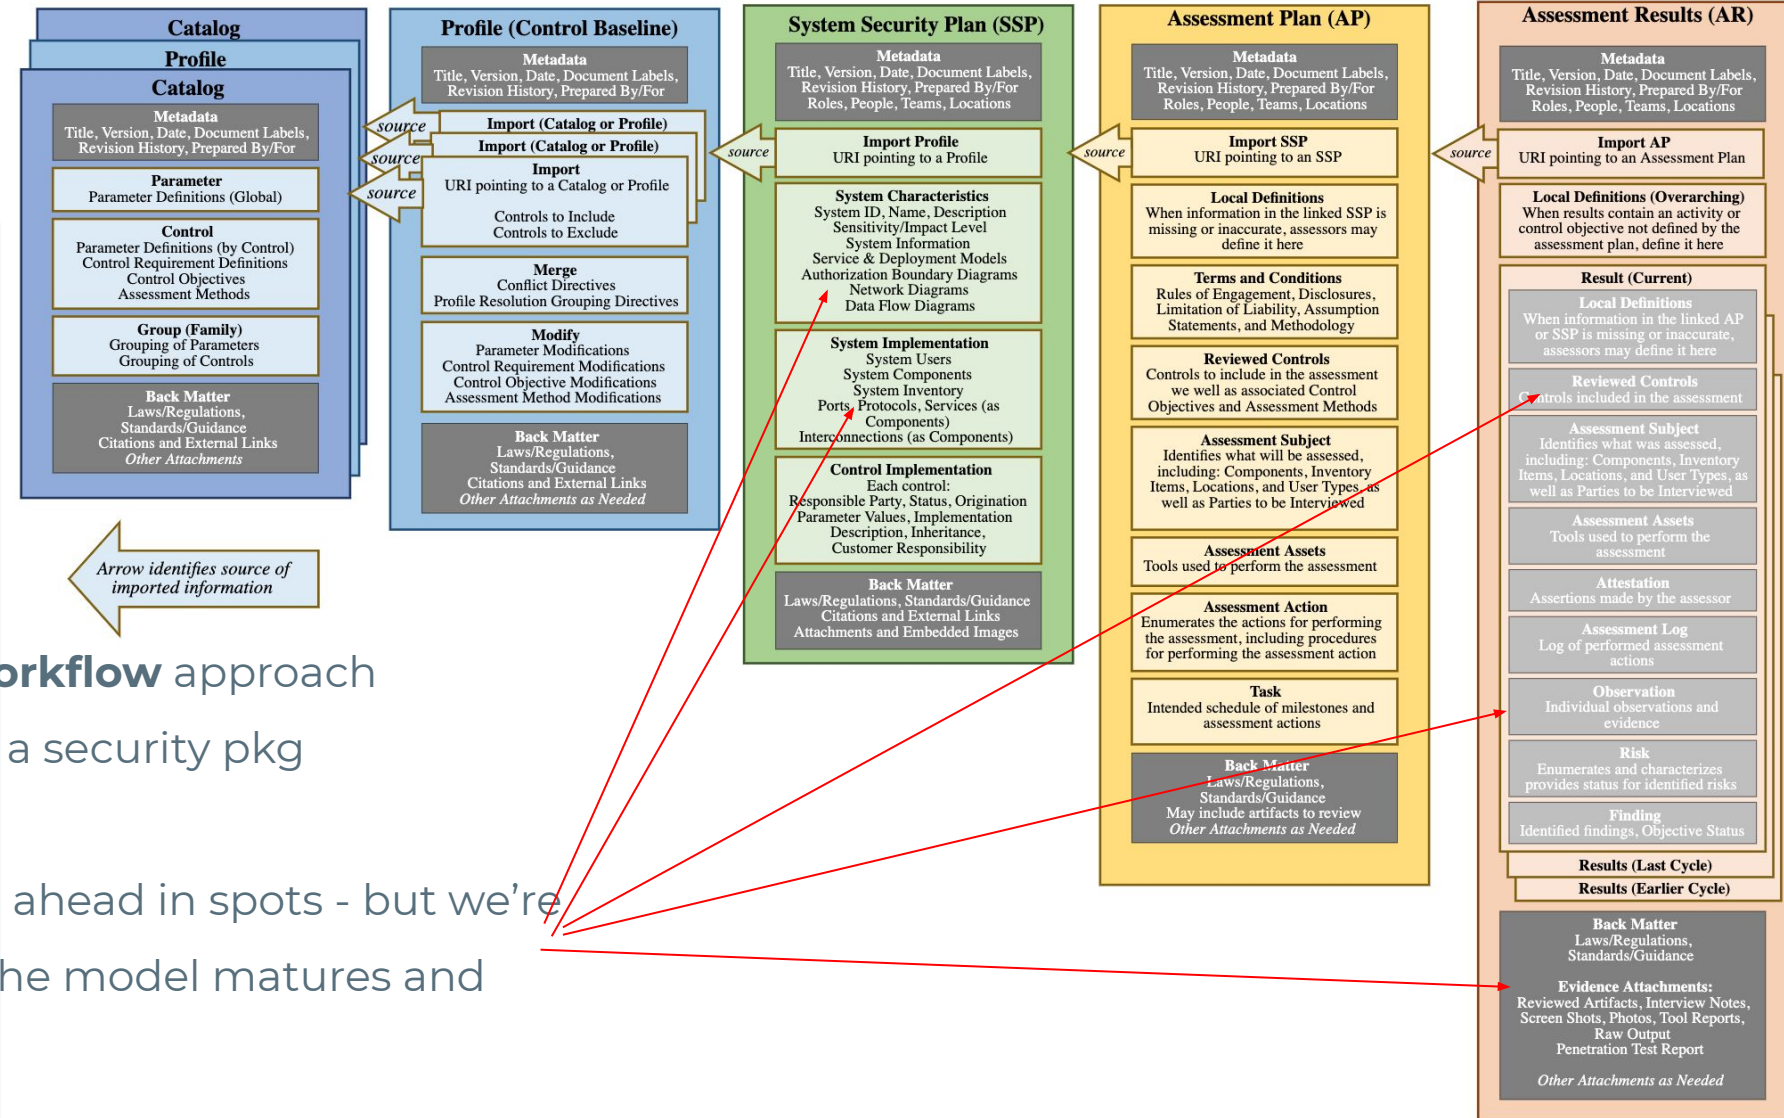 Catalog
Profile
Catalog
Metadata
Title, Version, Date, Document Labels,
Revision History, Prepared By/For
Parameter
Parameter Definitions (Global)
Control
Parameter Definitions (by Control)
Control Requirement Definitions
Control Objectives
Assessment Methods
Group (Family)
Grouping of Parameters
Grouping of Controls
Back Matter
Laws/Regulations,
Standards/Guidance
Citations and External Links
Other Attachments
Arrow identifies source of
imported information
Profile (Control Baseline)
Metadata
Title, Version, Date, Document Labels,
Revision History, Prepared By/For
source
Import (Catalog or Profile)
source
Import (Catalog or Profile)
source
Import
URI pointing to a Catalog or Profile
Controls to Include
Controls to Exclude
Merge
Conflict Directives
Profile Resolution Grouping Directives
Modify
Parameter Modifications
Control Requirement Modifications
Control Objective Modifications
Assessment Method Modifications
Back Matter
Laws/Regulations,
Standards/Guidance
Citations and External Links
Other Attachments as Needed
System Security Plan (SSP)
Metadata
Title, Version, Date, Document Labels,
Revision History, Prepared By/For
Roles, People, Teams, Locations
source
Import Profile
URI pointing to a Profile
System Characteristics
System ID, Name, Description
Sensitivity/Impact Level
System Information
Service & Deployment Models
Authorization Boundary Diagrams
Network Diagrams
Data Flow Diagrams
System Implementation
System Users
System Components
System Inventory
Ports, Protocols, Services (as
Components)
Interconnections (as Components)
Control Implementation
Each control:
Responsible Party, Status, Origination
Parameter Values, Implementation
Description, Inheritance,
Customer Responsibility
Back Matter
Laws/Regulations, Standards/Guidance
Citations and External Links
Attachments and Embedded Images
Assessment Plan (AP)
Metadata
Title, Version, Date, Document Labels,
Revision History, Prepared By/For
Roles, People, Teams, Locations
source
Import SSP
URI pointing to an SSP
Local Definitions
When information in the linked SSP is
missing or inaccurate, assessors may
define it here
Terms and Conditions
Rules of Engagement, Disclosures,
Limitation of Liability, Assumption
Statements, and Methodology
Reviewed Controls
Controls to include in the assessment
we well as associated Control
Objectives and Assessment Methods
Assessment Subject
Identifies what will be assessed,
including: Components, Inventory
Items, Locations, and User Types, as
well as Parties to be Interviewed
Assessment Assets
Tools used to perform the assessment
Assessment Action
Enumerates the actions for performing
the assessment, including procedures
for performing the assessment action
Task
Intended schedule of milestones and
assessment actions
Back Matter
Laws/Regulations,
Standards/Guidance
May include artifacts to review
Other Attachments as Needed
Assessment Results (AR)
Metadata
Title, Version, Date, Document Labels,
Revision History, Prepared By/For
Roles, People, Teams, Locations
source
Import AP
URI pointing to an Assessment Plan
Local Definitions (Overarching)
When results contain an activity or
control objective not defined by the
assessment plan, define it here
Result (Current)
Local Definitions
When information in the linked AP
or SSP is missing or inaccurate,
assessors may define it here
Reviewed Controls
Controls included in the assessment
Assessment Subject
Identifies what was assessed,
including: Components, Inventory
Items, Locations, and User Types, as
well as Parties to be Interviewed
Assessment Assets
Tools used to perform the
assessment
Attestation
Assertions made by the assessor
Assessment Log
Log of performed assessment
actions
Observation
Individual observations and
evidence
Risk
Enumerates and characterizes
provides status for identified risks
Finding
Identified findings, Objective Status
Results (Last Cycle)
Results (Earlier Cycle)
Back Matter
Laws/Regulations,
Standards/Guidance
Evidence Attachments:
Reviewed Artifacts, Interview Notes,
Screen Shots, Photos, Tool Reports,
Raw Output
Penetration Test Report
Other Attachments as Needed
orkflow approach
a security pkg
ahead in spots - but we're
he model matures and